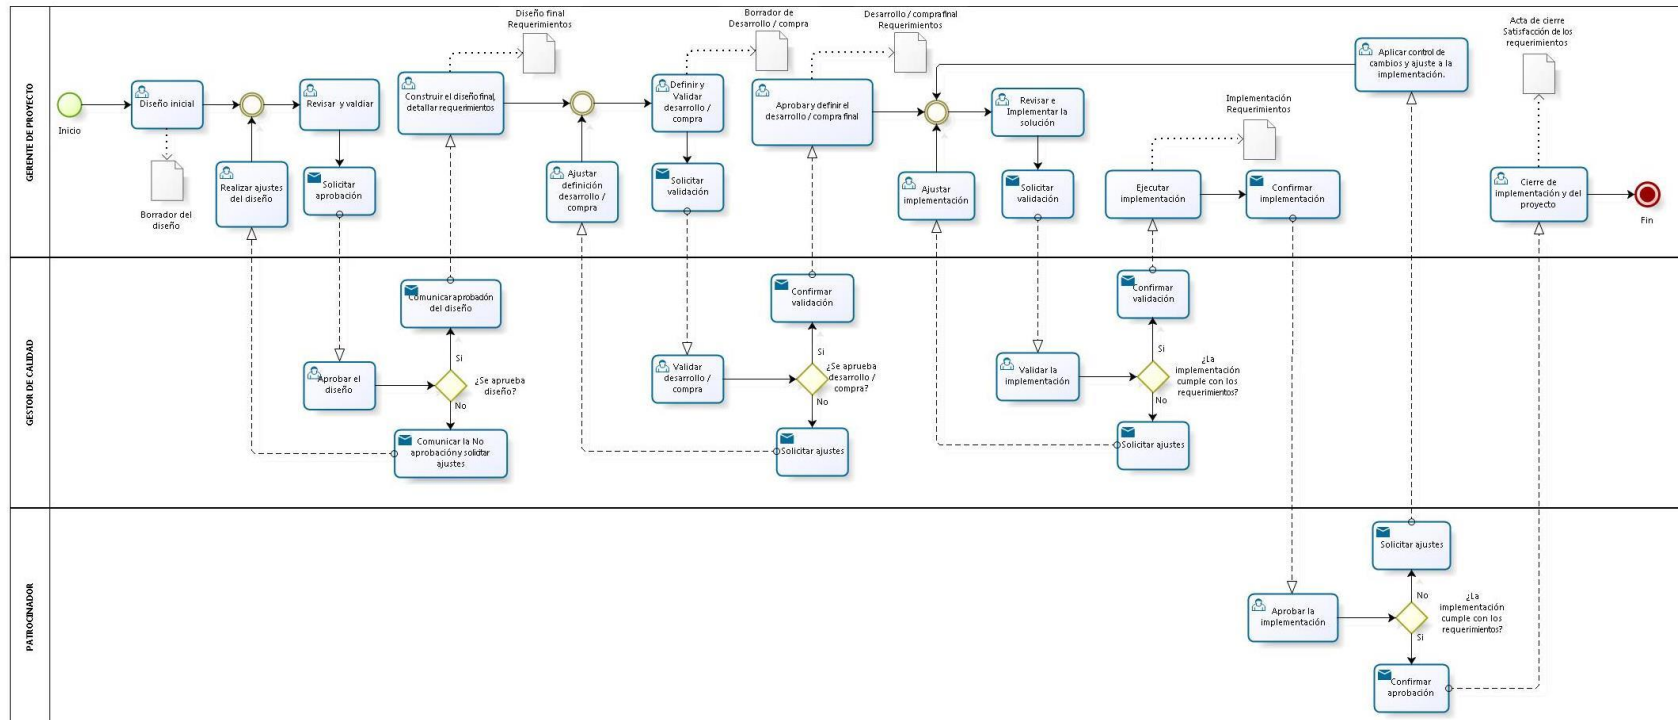 GERENTE DE PROYECTO
Inicio
Diseño inicial
Borrador del
diseño
Realizar ajustes
del diseño
Revisar y valdiar
Solicitar
aprobación
Construir el diseño final,
detallar requerimientos
Diseño final
Requerimientos
Ajustar
definición
desarrollo /
compra
Definir y
Validar
desarrollo /
compra
Borrador de
Desarrollo / compra
Solicitar
validación
Aprobar y definir el
desarrollo / compra final
Desarrollo / compra final
Requerimientos
Ajustar
implementación
Revisar e
Implementar la
solución
Solicitar
validación
Ejecutar
implementación
Implementación
Requerimientos
Confirmar
implementación
Aplicar control de
cambios y ajuste a la
implementación.
Acta de cierre
Satisfacción de los
requerimientos
Cierre de
implementación y del
proyecto
Fin
GESTOR DE CALIDAD
Aprobar el
diseño
Comunicar aprobación
del diseño
Si
¿Se aprueba
diseño?
No
Comunicar la No
aprobación y solicitar
ajustes
Validar
desarrollo /
compra
Confirmar
validación
Si
¿Se aprueba
desarrollo /
compra?
No
Solicitar ajustes
Validar la
implementación
Confirmar
validación
Si
¿La
implementación
cumple con los
requerimientos?
No
Solicitar ajustes
PATROCINADOR
Aprobar la
implementación
Solicitar ajustes
No
¿La
implementación
cumple con los
requerimientos?
Si
Confirmar
aprobación